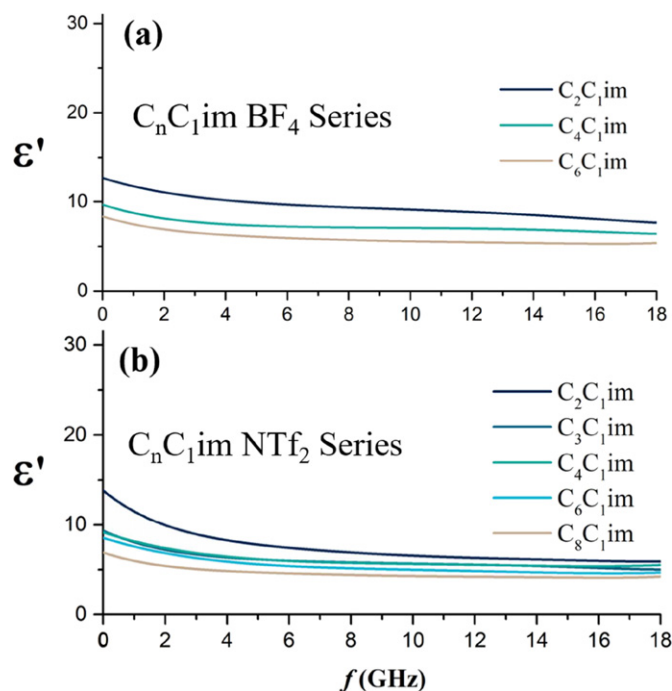 (a)
CₙC₁im BF₄ Series
C₂C₁im
C₄C₁im
C₆C₁im
ε'
30
20
10
0
0 2 4 6 8 10 12 14 16 18
(b)
CₙC₁im NTf₂ Series
C₂C₁im
C₃C₁im
C₄C₁im
C₆C₁im
C₈C₁im
ε'
30
20
10
0
0 2 4 6 8 10 12 14 16 18
f (GHz)